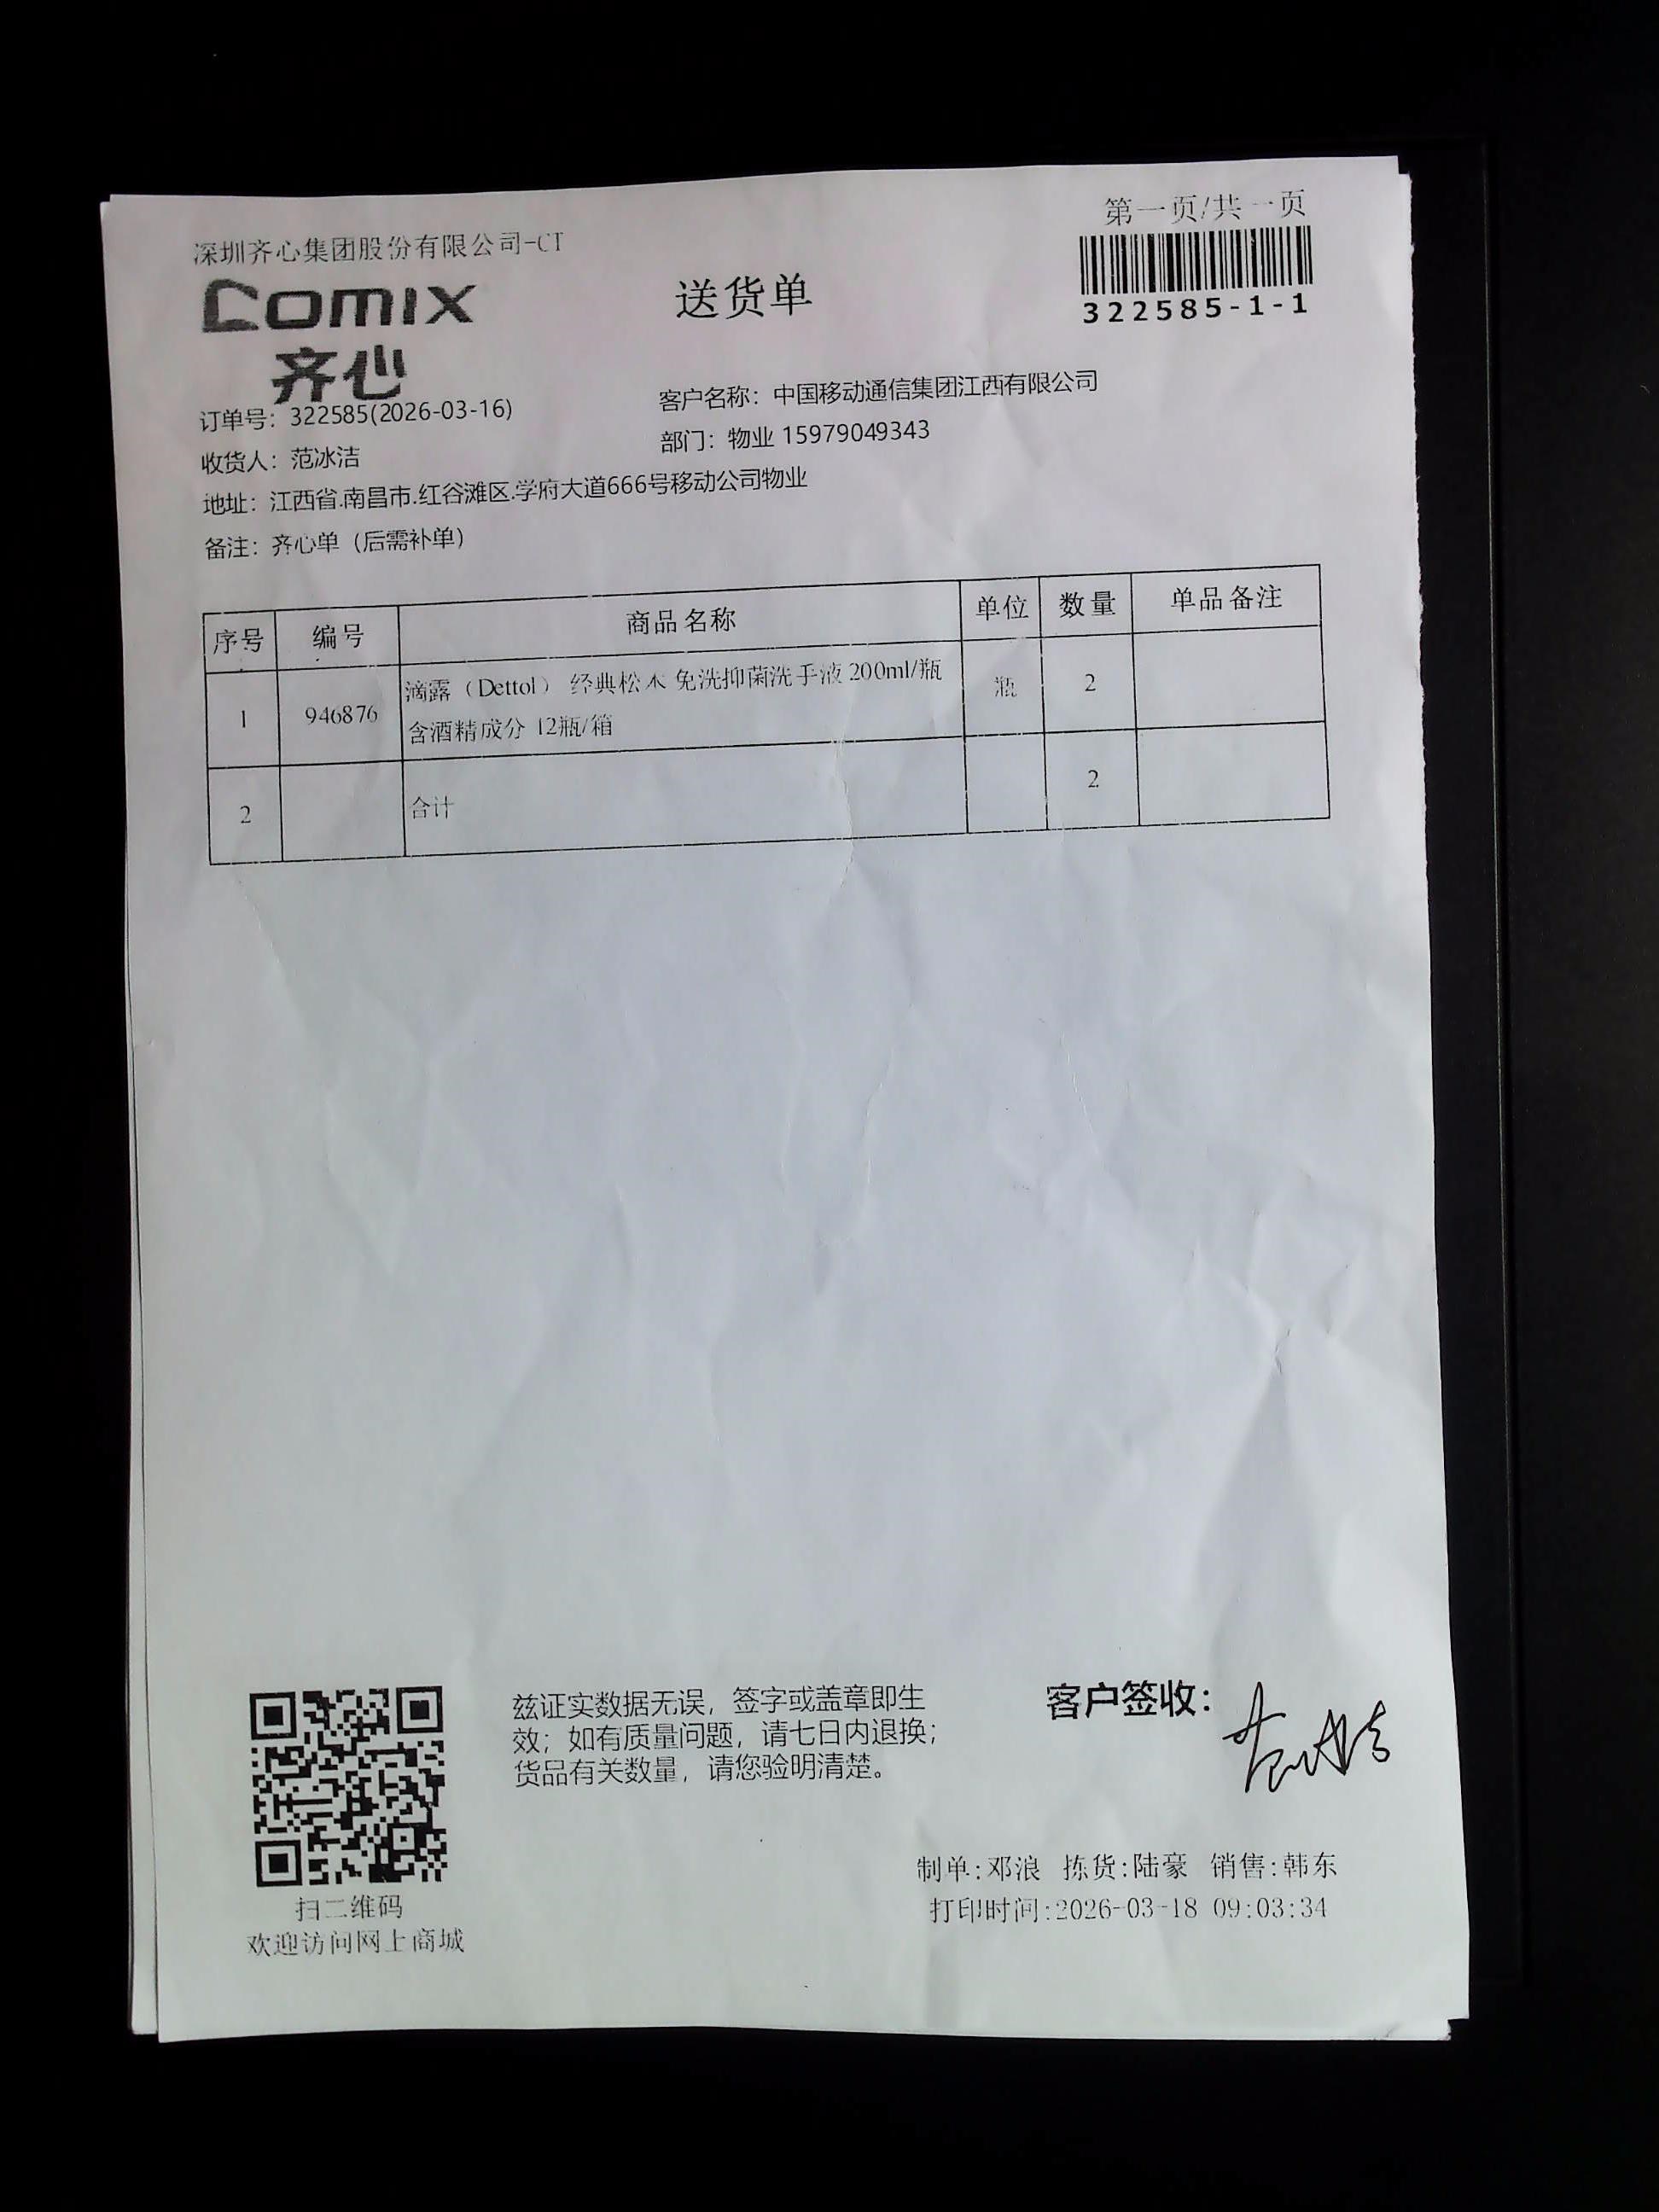 第一页/共一页
深圳齐心集团股份有限公司-CT
comix
齐心
送货单
322585-1-1
订单号：322585(2026-03-16)
客户名称：中国移动通信集团江西有限公司
收货人：范冰洁
部门：物业 15979049343
地址：江西省.南昌市.红谷滩区.学府大道666号移动公司物业
备注：齐心单（后需补单）
序号 编号 商品名称 单位 数量 单品备注
1 946876 滴露（Dettol） 经典松木 免洗抑菌洗手液 200ml/瓶 瓶 2
含酒精成分 12瓶/箱
2 合计 2
兹证实数据无误，签字或盖章即生
效；如有质量问题，请七日内退换；
货品有关数量，请您验明清楚。
客户签收：
扫二维码
欢迎访问网上商城
制单:邓浪 拣货:陆豪 销售:韩东
打印时间:2026-03-18 09:03:34